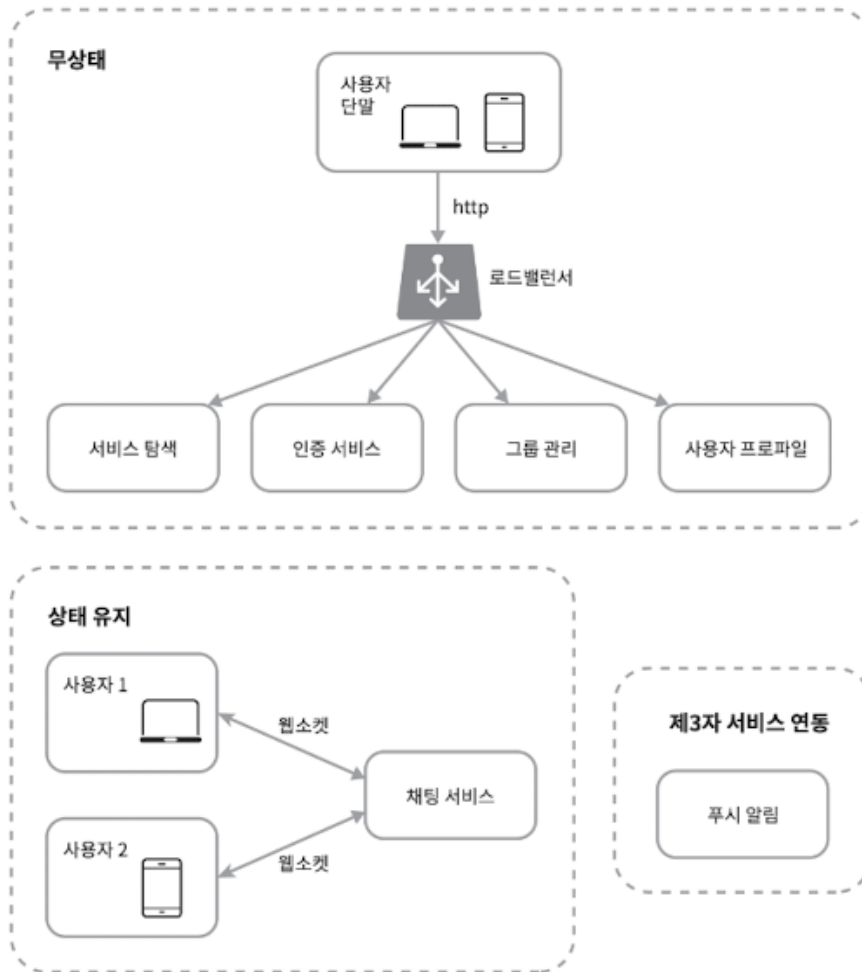 무상태
사용자
단말
http
로드밸런서
서비스 탐색
인증 서비스
그룹 관리
사용자 프로파일
상태 유지
사용자 1
웹소켓
채팅 서비스
사용자 2
웹소켓
제3자 서비스 연동
푸시 알림